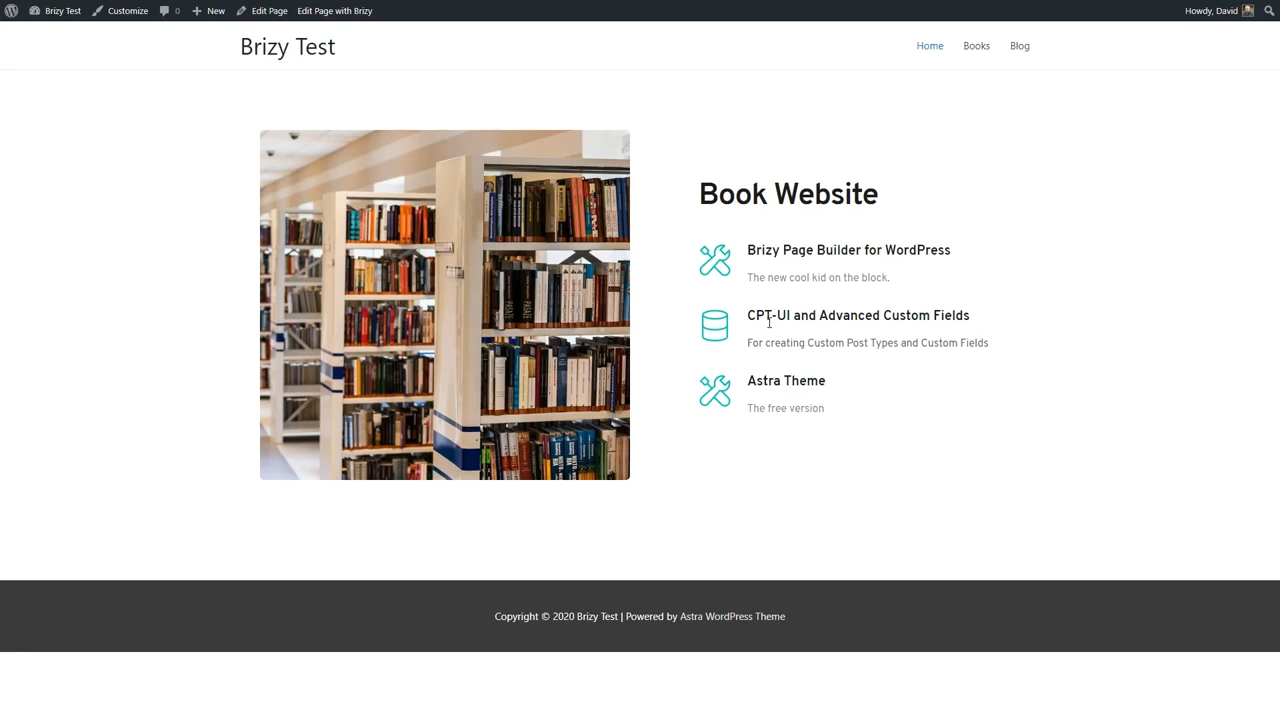 Brizy Test
Customize
0
New
Edit Page
Edit Page with Brizy
Howdy, David
Brizy Test
Home
Books
Blog
Book Website
Brizy Page Builder for WordPress
The new cool kid on the block.
CPT-UI and Advanced Custom Fields
For creating Custom Post Types and Custom Fields
Astra Theme
The free version
Copyright © 2020 Brizy Test | Powered by Astra WordPress Theme